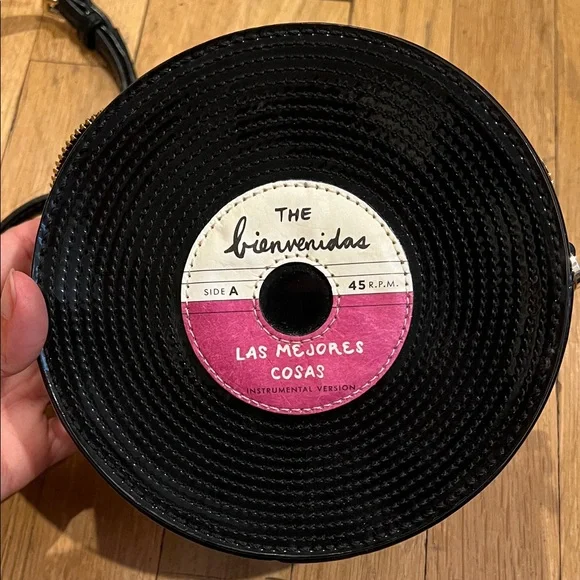 THE
bienvenidas
SIDE A 45 R.P.M.
LAS MEJORES
COSAS
INSTRUMENTAL VERSION